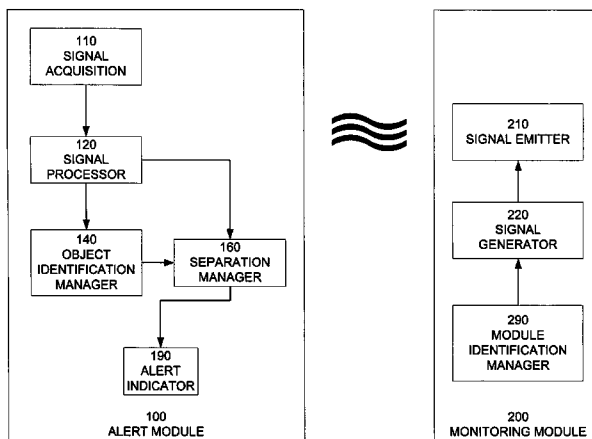 110
SIGNAL
ACQUISITION
120
SIGNAL
PROCESSOR
140
OBJECT
IDENTIFICATION
MANAGER
160
SEPARATION
MANAGER
190
ALERT
INDICATOR
100
ALERT MODULE
210
SIGNAL EMITTER
220
SIGNAL
GENERATOR
290
MODULE
IDENTIFICATION
MANAGER
200
MONITORING MODULE